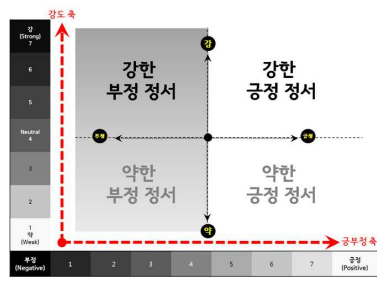 강도 축
강
(Strong)
7
6
5
Neutral
4
3
2
1
약
(Weak)
강
강한
부정 정서
강한
긍정 정서
부정
긍정
약한
부정 정서
약한
긍정 정서
약
긍부정 축
부정
(Negative)
1
2
3
4
5
6
7
긍정
(Positive)